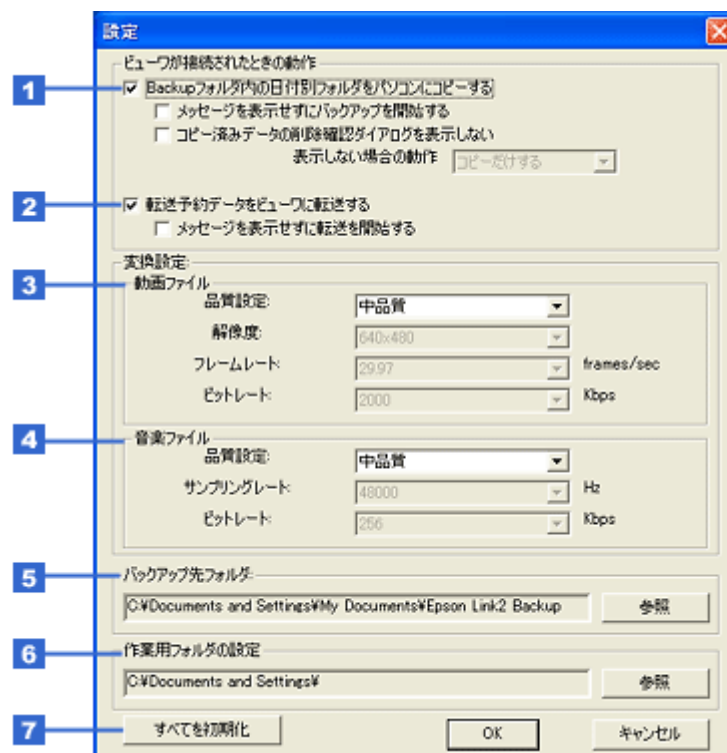 設定
ビューワが接続されたときの動作
1
Backupフォルダ内の日付別フォルダをパソコンにコピーする
メッセージを表示せずにバックアップを開始する
コピー済みデータの削除確認ダイアログを表示しない
表示しない場合の動作 コピーだけする
2
転送予約データをビューワに転送する
メッセージを表示せずに転送を開始する
変換設定:
3
動画ファイル
品質設定: 中品質
解像度: 640x480
フレームレート: 29.97 frames/sec
ビットレート: 2000 Kbps
4
音楽ファイル
品質設定: 中品質
サンプリングレート: 48000 Hz
ビットレート: 256 Kbps
5
バックアップ先フォルダ:
C:¥Documents and Settings¥My Documents¥Epson Link2 Backup 参照
6
作業用フォルダの設定
C:¥Documents and Settings¥ 参照
7
すべてを初期化 OK キャンセル